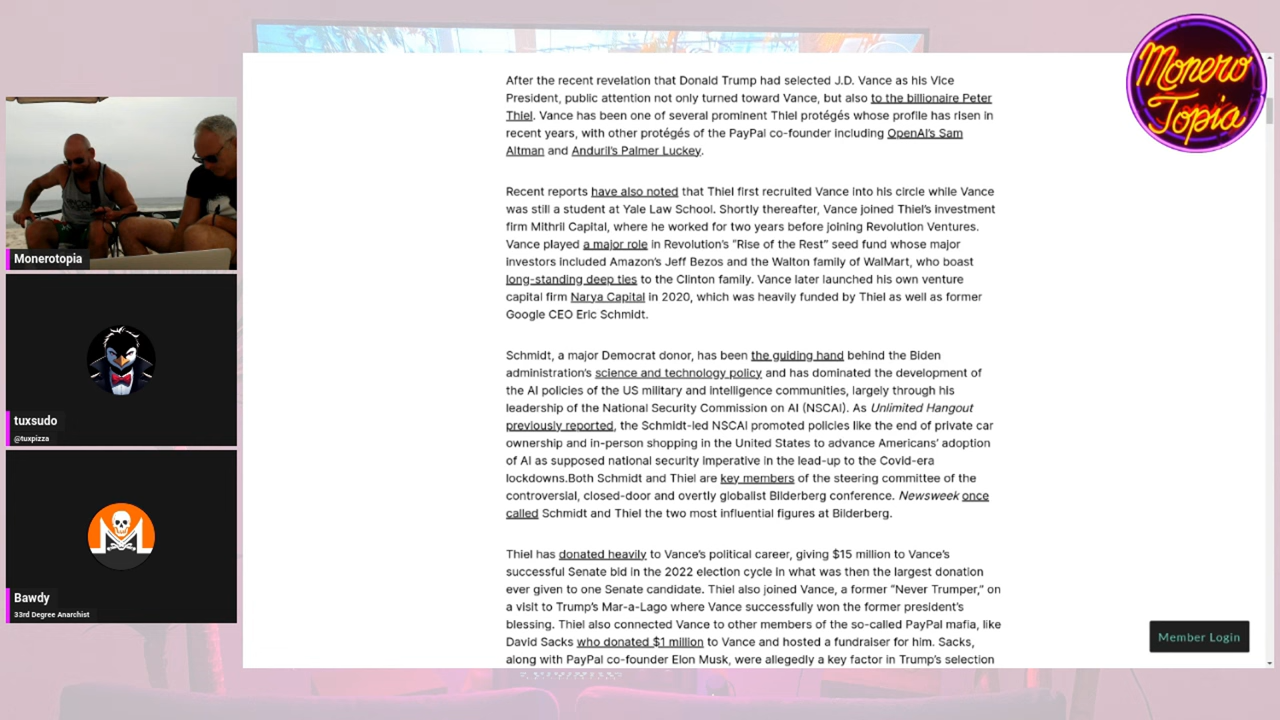 Monero
Topia
Monerotopia
tuxsudo
@tuxpizza
Bawdy
33rd Degree Anarchist
After the recent revelation that Donald Trump had selected J.D. Vance as his Vice
President, public attention not only turned toward Vance, but also to the billionaire Peter
Thiel. Vance has been one of several prominent Thiel protégés whose profile has risen in
recent years, with other protégés of the PayPal co-founder including OpenAI's Sam
Altman and Anduril's Palmer Luckey.
Recent reports have also noted that Thiel first recruited Vance into his circle while Vance
was still a student at Yale Law School. Shortly thereafter, Vance joined Thiel's investment
firm Mithril Capital, where he worked for two years before joining Revolution Ventures.
Vance played a major role in Revolution's "Rise of the Rest" seed fund whose major
investors included Amazon's Jeff Bezos and the Walton family of WalMart, who boast
long-standing deep ties to the Clinton family. Vance later launched his own venture
capital firm Narya Capital in 2020, which was heavily funded by Thiel as well as former
Google CEO Eric Schmidt.
Schmidt, a major Democrat donor, has been the guiding hand behind the Biden
administration's science and technology policy and has dominated the development of
the AI policies of the US military and intelligence communities, largely through his
leadership of the National Security Commission on AI (NSCAI). As Unlimited Hangout
previously reported, the Schmidt-led NSCAI promoted policies like the end of private car
ownership and in-person shopping in the United States to advance Americans' adoption
of AI as supposed national security imperative in the lead-up to the Covid-era
lockdowns.Both Schmidt and Thiel are key members of the steering committee of the
controversial, closed-door and overtly globalist Bilderberg conference. Newsweek once
called Schmidt and Thiel the two most influential figures at Bilderberg.
Thiel has donated heavily to Vance's political career, giving $15 million to Vance's
successful Senate bid in the 2022 election cycle in what was then the largest donation
ever given to one Senate candidate. Thiel also joined Vance, a former "Never Trumper," on
a visit to Trump's Mar-a-Lago where Vance successfully won the former president's
blessing. Thiel also connected Vance to other members of the so-called PayPal mafia, like
David Sacks who donated $1 million to Vance and hosted a fundraiser for him. Sacks,
along with PayPal co-founder Elon Musk, were allegedly a key factor in Trump's selection
Member Login